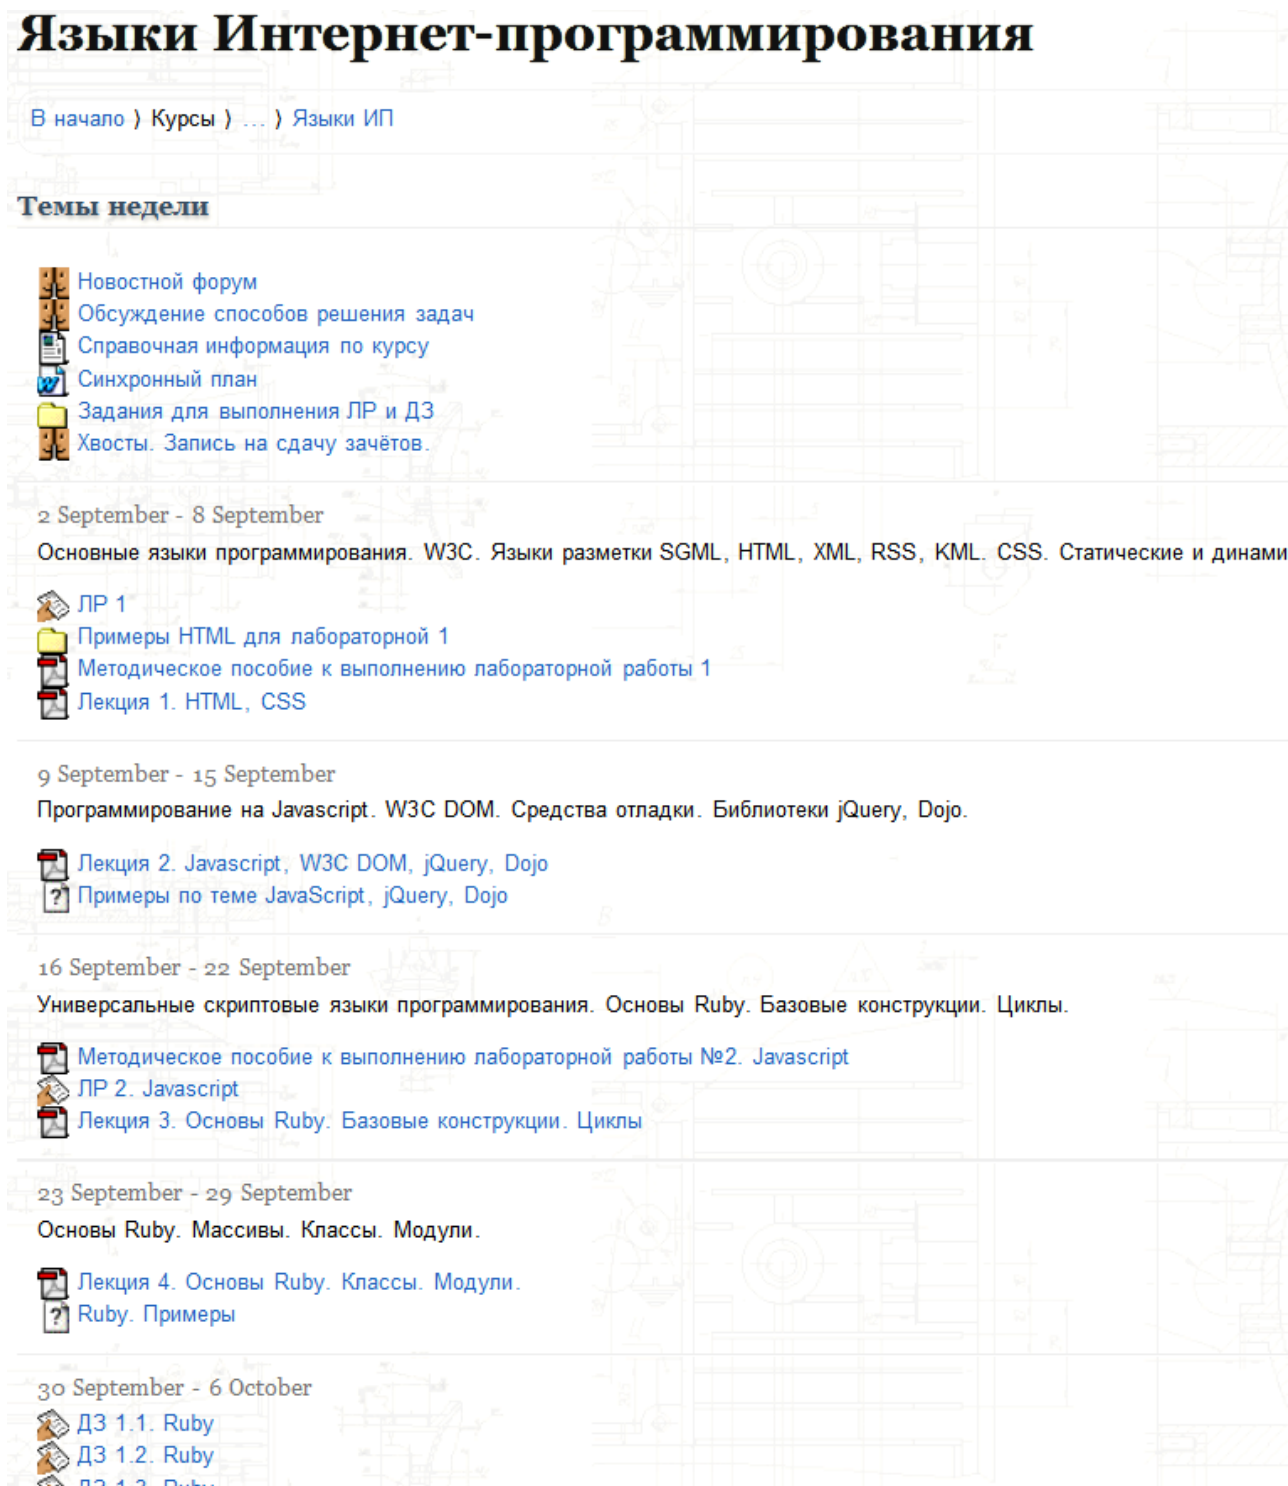 Языки Интернет-программирования
В начало ⟩ Курсы ⟩ ... ⟩ Языки ИП
Темы недели
Новостной форум
Обсуждение способов решения задач
Справочная информация по курсу
Синхронный план
Задания для выполнения ЛР и ДЗ
Хвосты. Запись на сдачу зачётов.
2 September - 8 September
Основные языки программирования. W3C. Языки разметки SGML, HTML, XML, RSS, KML. CSS. Статические и динами
ЛР 1
Примеры HTML для лабораторной 1
Методическое пособие к выполнению лабораторной работы 1
Лекция 1. HTML, CSS
9 September - 15 September
Программирование на Javascript. W3C DOM. Средства отладки. Библиотеки jQuery, Dojo.
Лекция 2. Javascript, W3C DOM, jQuery, Dojo
Примеры по теме JavaScript, jQuery, Dojo
16 September - 22 September
Универсальные скриптовые языки программирования. Основы Ruby. Базовые конструкции. Циклы.
Методическое пособие к выполнению лабораторной работы №2. Javascript
ЛР 2. Javascript
Лекция 3. Основы Ruby. Базовые конструкции. Циклы
23 September - 29 September
Основы Ruby. Массивы. Классы. Модули.
Лекция 4. Основы Ruby. Классы. Модули.
Ruby. Примеры
30 September - 6 October
ДЗ 1.1. Ruby
ДЗ 1.2. Ruby
ДЗ 1.3. Ruby